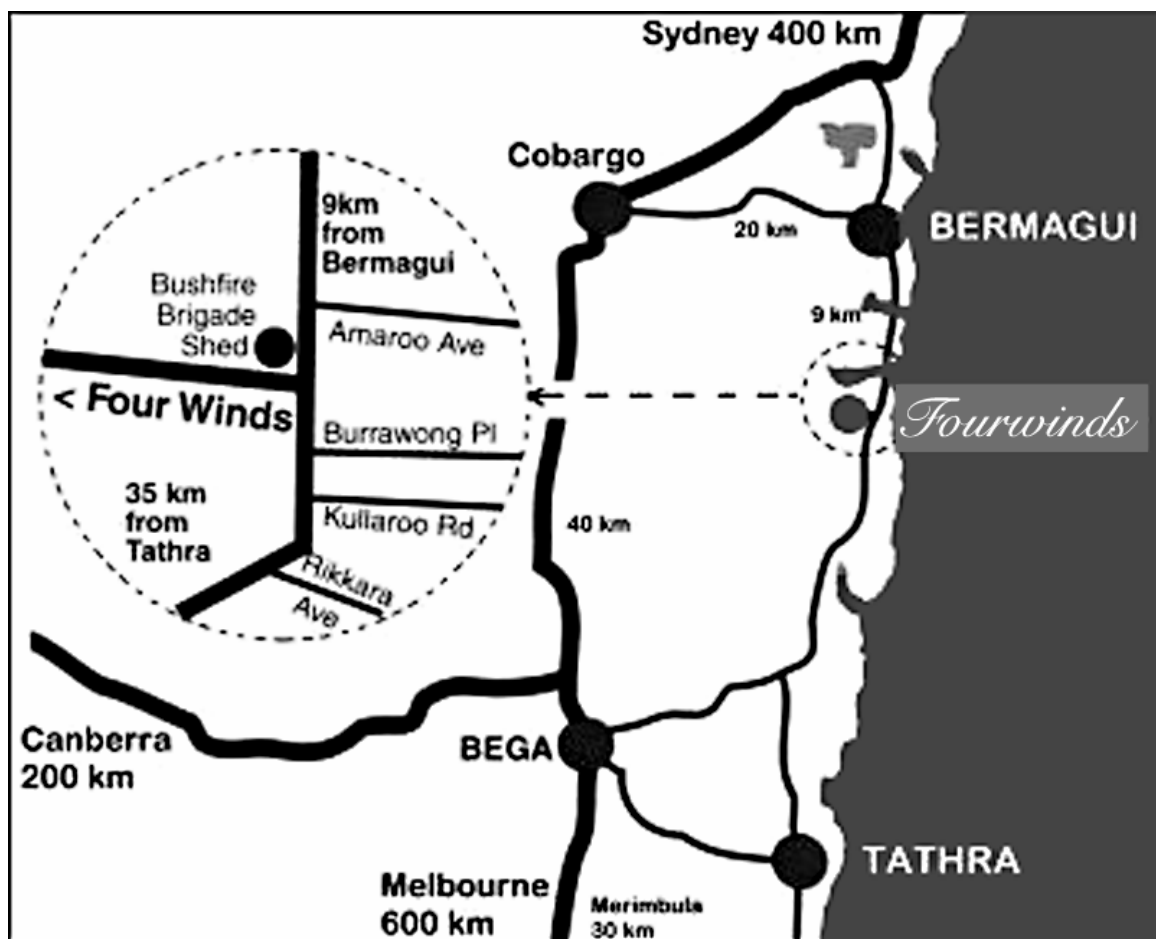 Sydney 400 km
Cobargo
20 km
BERMAGUI
9km
from
Bermagui
Bushfire
Brigade
Shed
Amaroo Ave
9 km
< Four Winds
Fourwinds
Burrawong Pl
35 km
from
Tathra
Kullaroo Rd
40 km
Rikkara
Ave
Canberra
200 km
BEGA
TATHRA
Melbourne
600 km
Merimbula
30 km